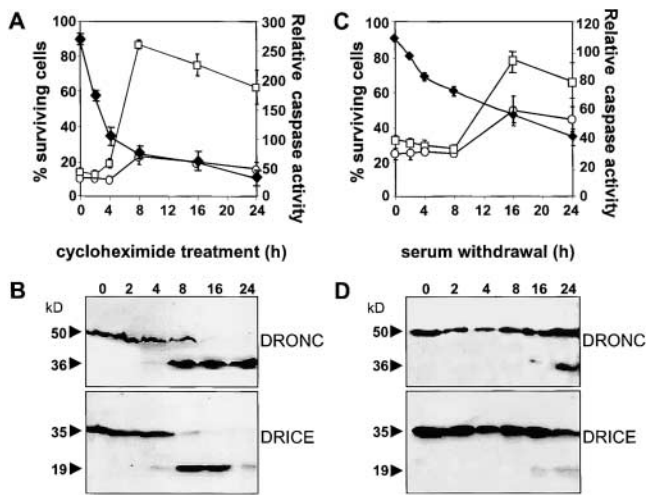 A
% surviving cells
100
80
60
40
20
0
300
250
200
150
100
50
0
Relative caspase activity
0 4 8 12 16 20 24
cycloheximide treatment (h)
C
% surviving cells
100
80
60
40
20
0
120
100
80
60
40
20
0
Relative caspase activity
0 4 8 12 16 20 24
serum withdrawal (h)
B
0 2 4 8 16 24
kD
50
DRONC
36
35
DRICE
19
D
0 2 4 8 16 24
kD
50
DRONC
36
35
DRICE
19